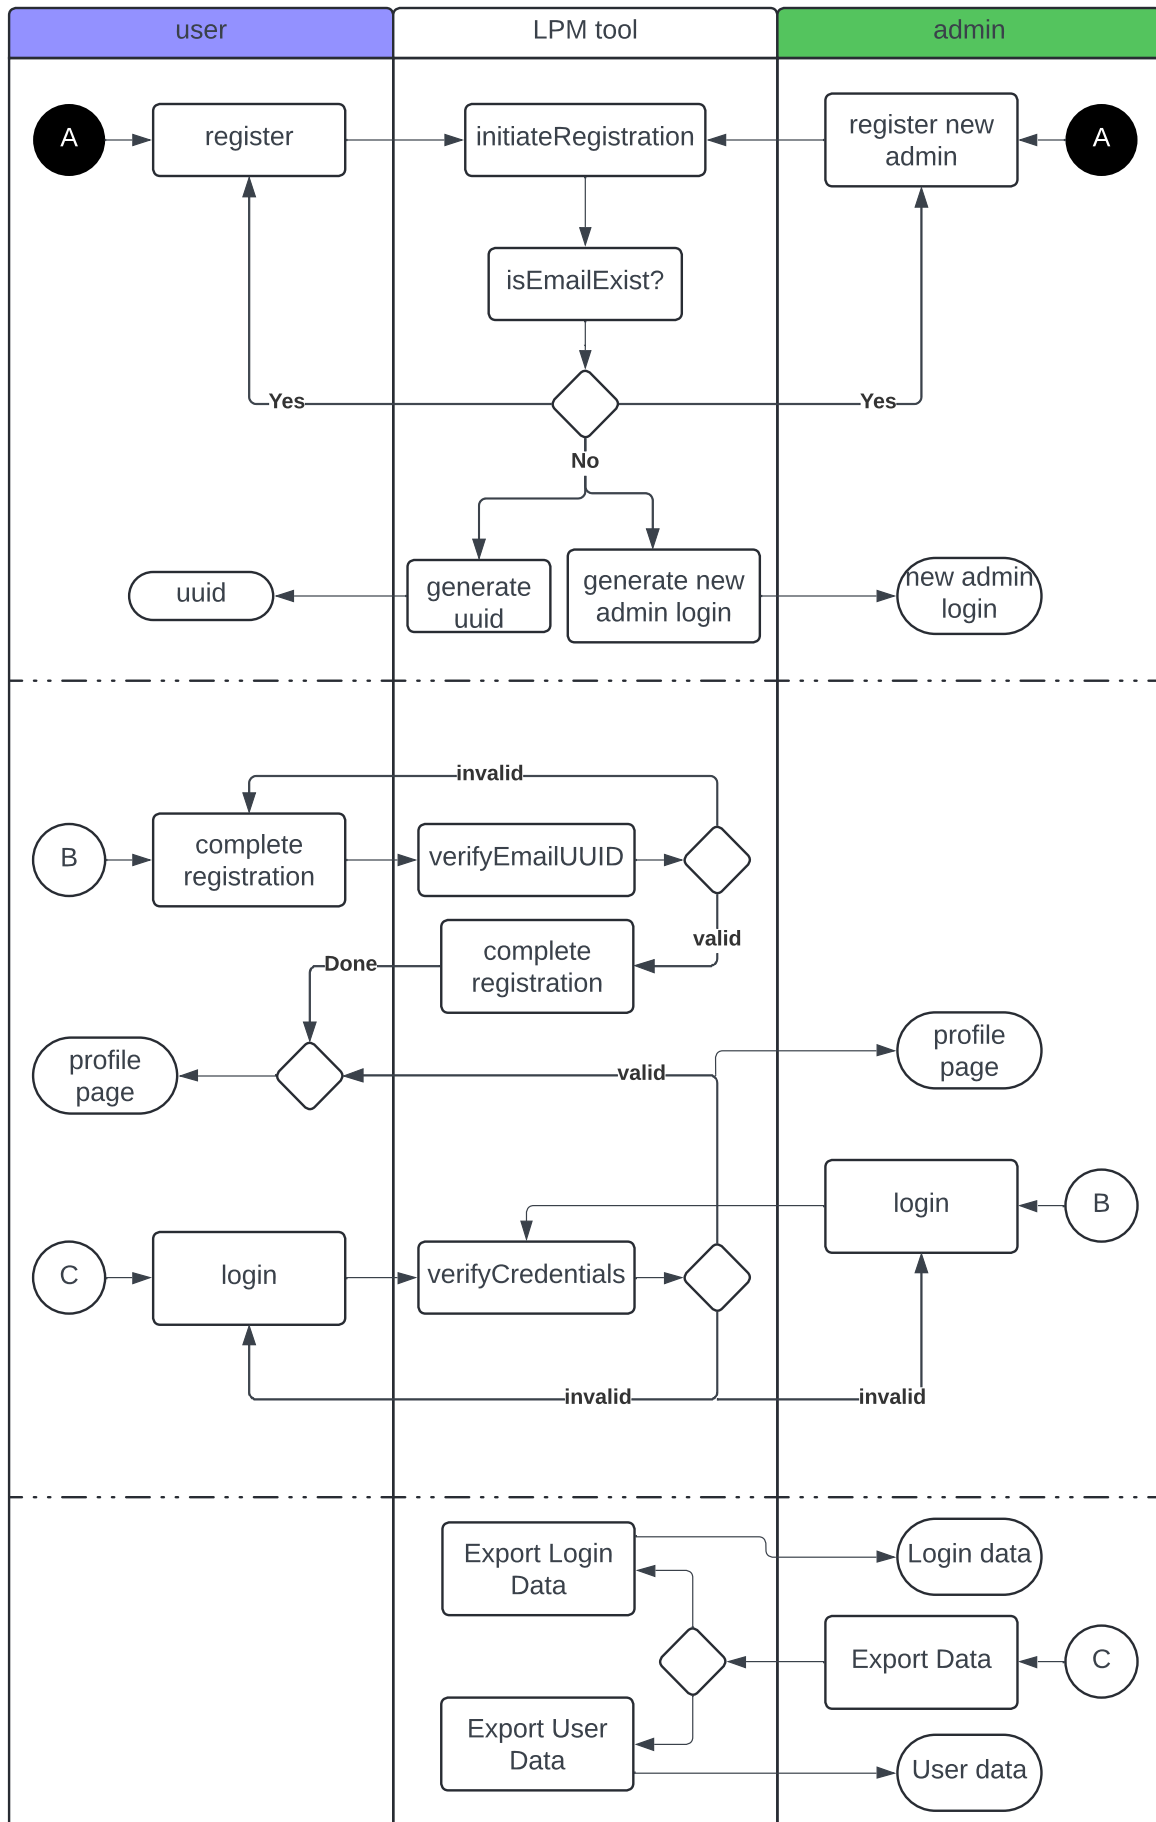 user
LPM tool
admin
A
register
initiateRegistration
register new
admin
A
isEmailExist?
Yes
Yes
No
uuid
generate
uuid
generate new
admin login
new admin
login
invalid
B
complete
registration
verifyEmailUUID
valid
complete
registration
Done
profile
page
valid
profile
page
login
B
C
login
verifyCredentials
invalid
invalid
Export Login
Data
Login data
Export Data
C
Export User
Data
User data